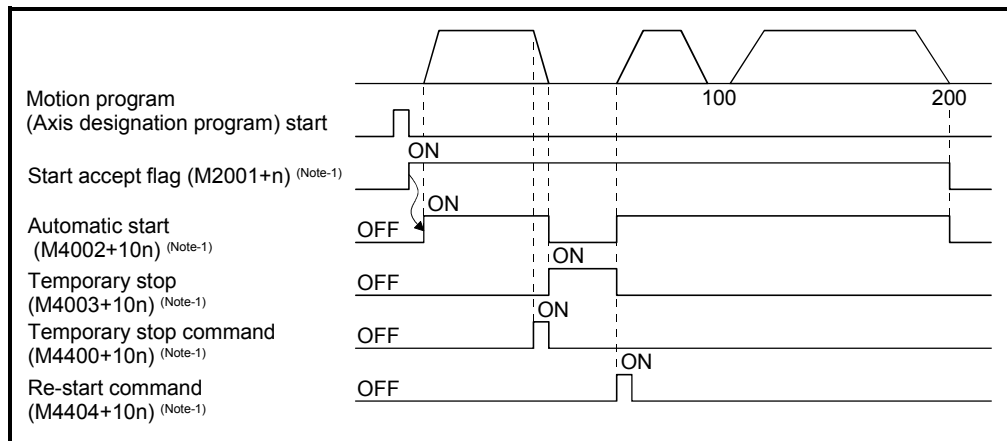 100
200
Motion program
(Axis designation program) start
ON
Start accept flag (M2001+n) (Note-1)
ON
Automatic start
(M4002+10n) (Note-1)
OFF
ON
Temporary stop
(M4003+10n) (Note-1)
OFF
ON
Temporary stop command
(M4400+10n) (Note-1)
OFF
ON
Re-start command
(M4404+10n) (Note-1)
OFF